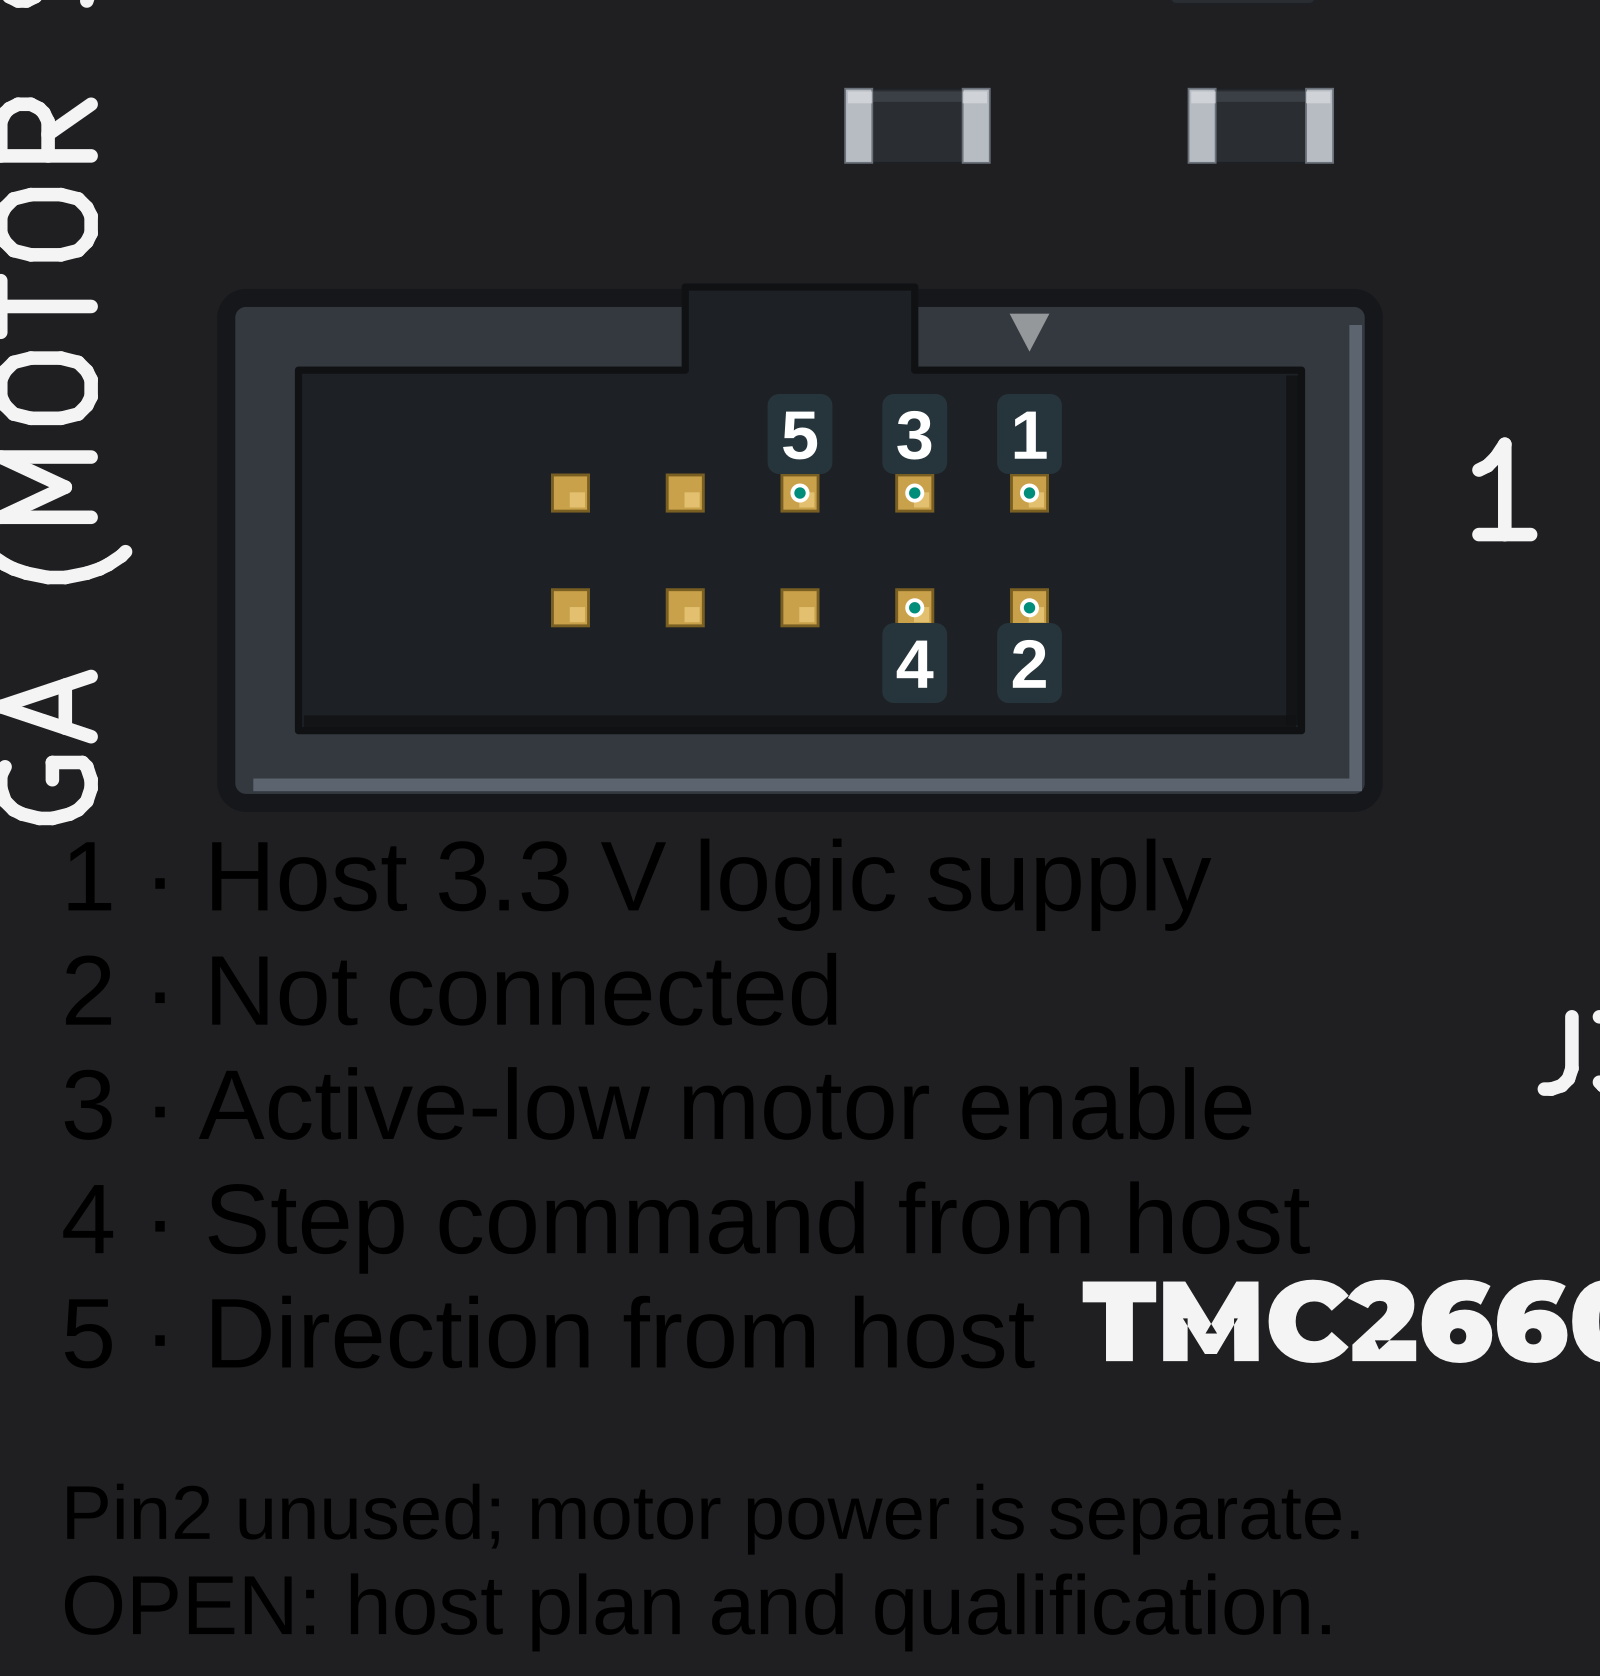 GA (MOTOR
5 3 1
1
4 2
1 · Host 3.3 V logic supply
2 · Not connected
3 · Active-low motor enable
4 · Step command from host
5 · Direction from host
TMC266
Pin2 unused; motor power is separate.
OPEN: host plan and qualification.